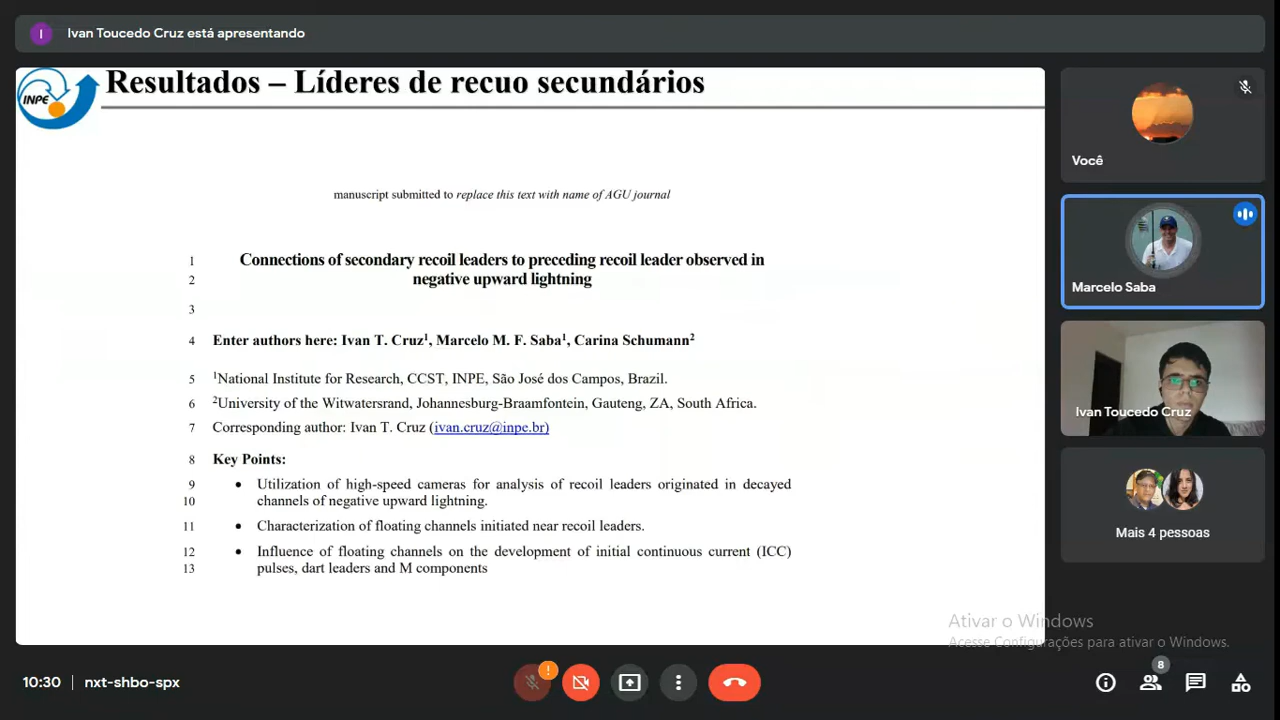 Ivan Toucedo Cruz está apresentando
I
INPE
Resultados – Líderes de recuo secundários
manuscript submitted to replace this text with name of AGU journal
1 Connections of secondary recoil leaders to preceding recoil leader observed in
2 negative upward lightning
3
4 Enter authors here: Ivan T. Cruz¹, Marcelo M. F. Saba¹, Carina Schumann²
5 ¹National Institute for Research, CCST, INPE, São José dos Campos, Brazil.
6 ²University of the Witwatersrand, Johannesburg-Braamfontein, Gauteng, ZA, South Africa.
7 Corresponding author: Ivan T. Cruz (ivan.cruz@inpe.br)
8 Key Points:
9 • Utilization of high-speed cameras for analysis of recoil leaders originated in decayed
10 channels of negative upward lightning.
11 • Characterization of floating channels initiated near recoil leaders.
12 • Influence of floating channels on the development of initial continuous current (ICC)
13 pulses, dart leaders and M components
Você
Marcelo Saba
Ivan Toucedo Cruz
Mais 4 pessoas
Ativar o Windows
Acesse Configurações para ativar o Windows.
10:30 | nxt-shbo-spx
!
8